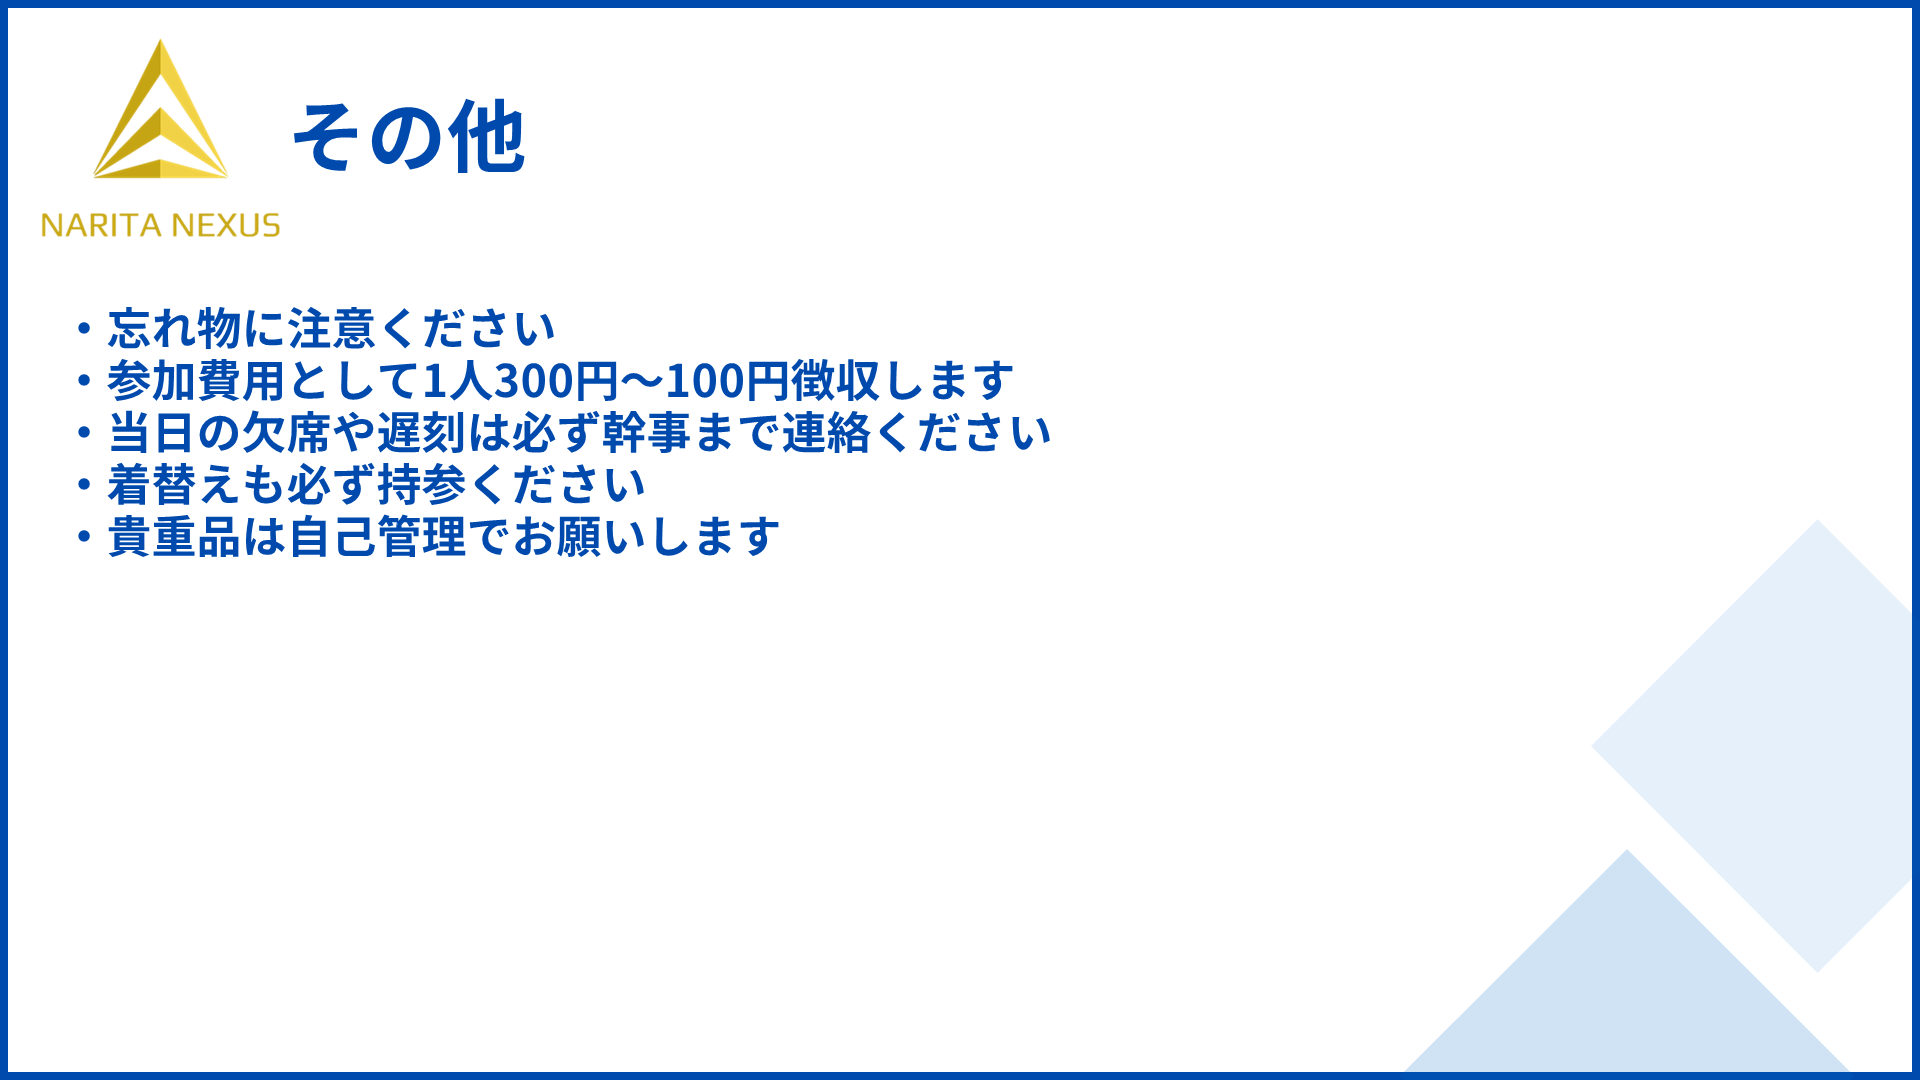 その他
NARITA NEXUS
・忘れ物に注意ください
・参加費用として1人300円～100円徴収します
・当日の欠席や遅刻は必ず幹事まで連絡ください
・着替えも必ず持参ください
・貴重品は自己管理でお願いします